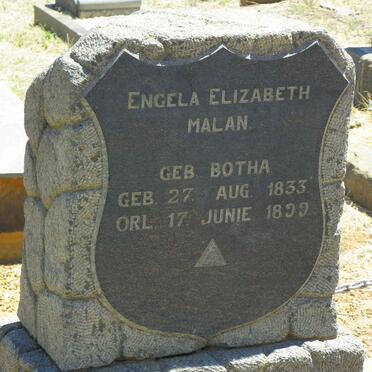 ENGELA ELIZABETH
MALAN.
GEB. BOTHA
GEB. 27. AUG. 1833.
ORL. 17. JUNIE 1899